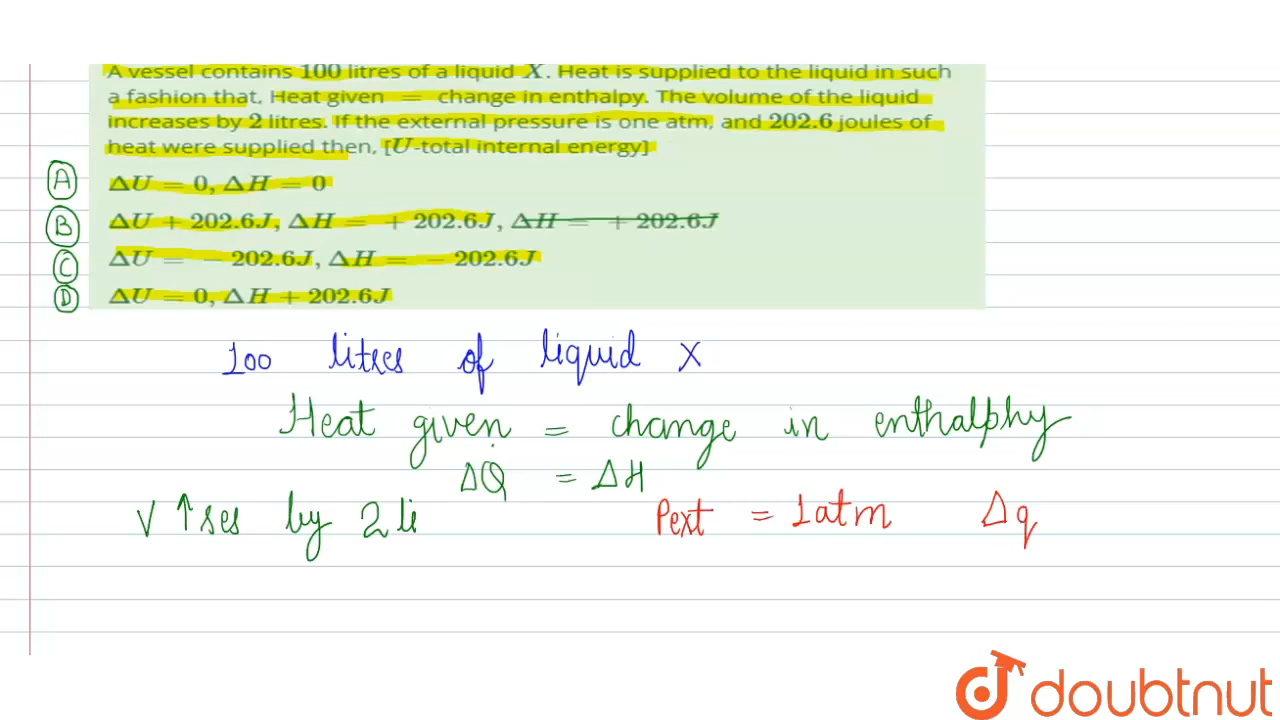 A vessel contains 100 litres of a liquid X. Heat is supplied to the liquid in such
a fashion that, Heat given = change in enthalpy. The volume of the liquid
increases by 2 litres. If the external pressure is one atm, and 202.6 joules of
heat were supplied then, [U-total internal energy]
A ΔU = 0, ΔH = 0
B ΔU + 202.6J, ΔH = + 202.6J, ΔH = + 202.6J
C ΔU = − 202.6J, ΔH = − 202.6J
D ΔU = 0, ΔH + 202.6J
100 litres of liquid X
Heat given = change in enthalphy
ΔQ = ΔH
V ↑ses by 2 li Pext = 1atm Δq
doubtnut